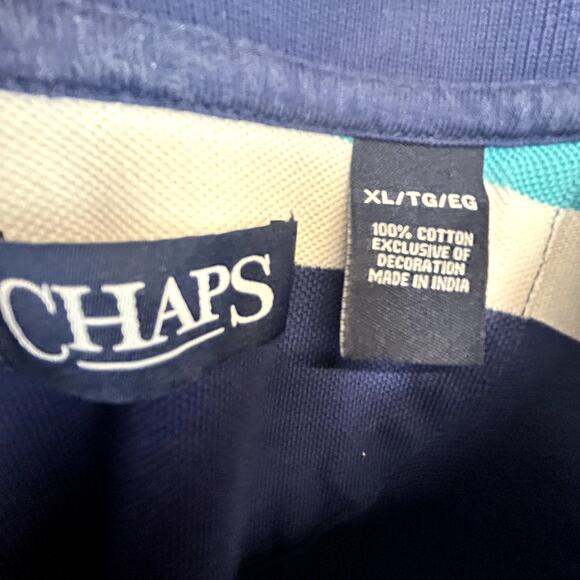 CHAPS
XL/TG/EG
100% COTTON
EXCLUSIVE OF
DECORATION
MADE IN INDIA